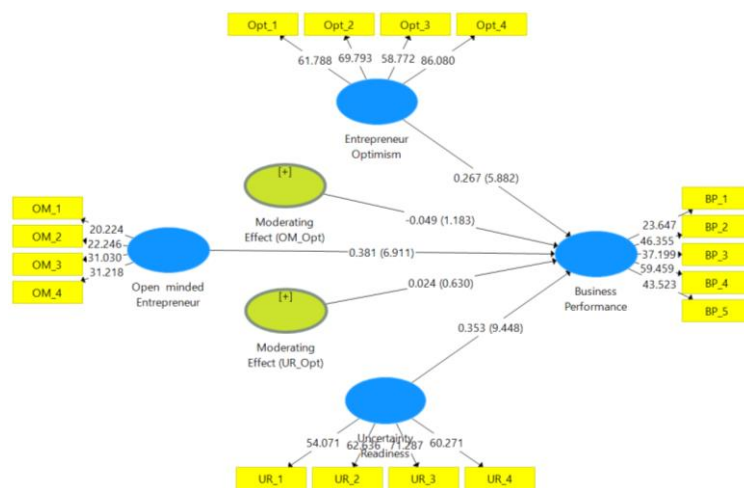 Opt_1
Opt_2
Opt_3
Opt_4
61.788
69.793
58.772
86.080
Entrepreneur
Optimism
[+]
Moderating
Effect (OM_Opt)
0.267 (5.882)
-0.049 (1.183)
OM_1
OM_2
OM_3
OM_4
20.224
22.246
31.030
31.218
Open minded
Entrepreneur
0.381 (6.911)
0.024 (0.630)
[+]
Moderating
Effect (UR_Opt)
0.353 (9.448)
Business
Performance
23.647
46.355
37.199
59.459
43.523
BP_1
BP_2
BP_3
BP_4
BP_5
Uncertainty
Readiness
54.071
62.636
71.287
60.271
UR_1
UR_2
UR_3
UR_4